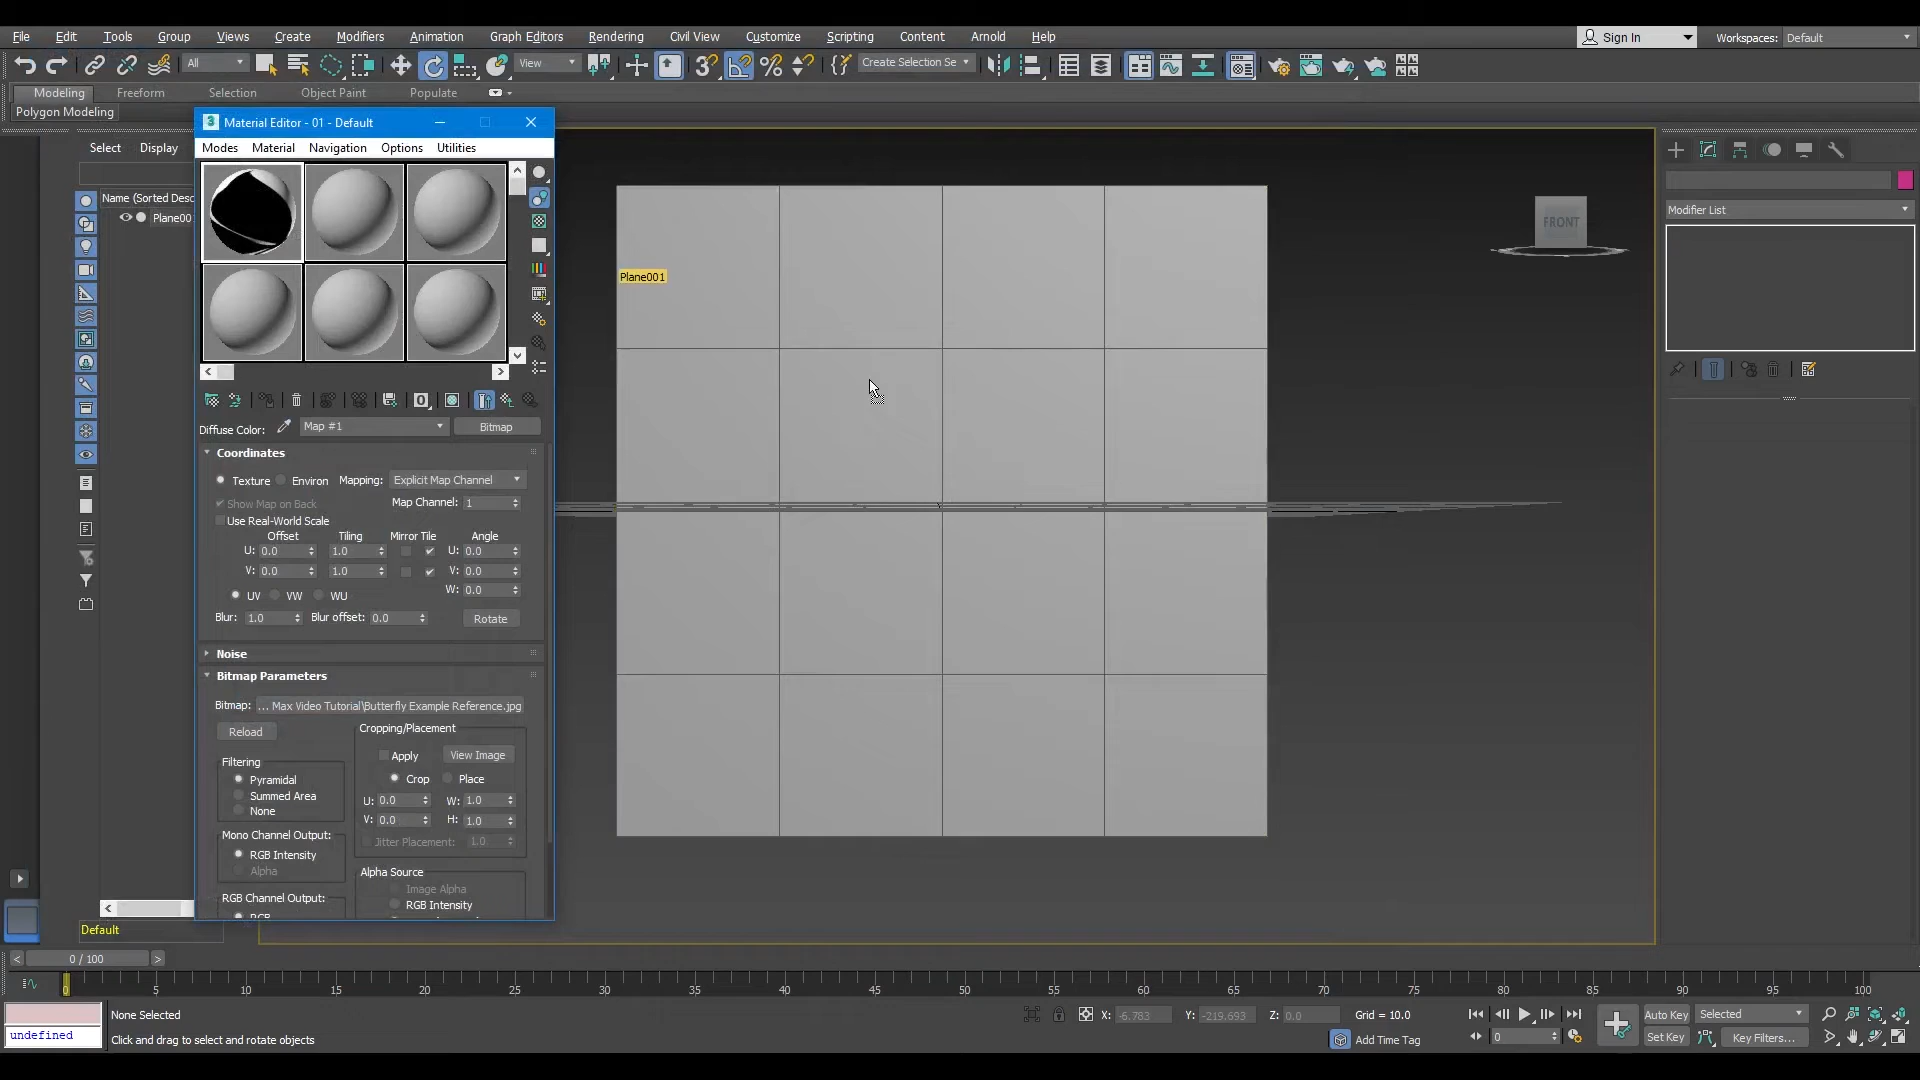 File Edit Tools Group Views Create Modifiers Animation Graph Editors Rendering Civil View Customize Scripting Content Arnold Help Sign In Workspaces: Default
All View Create Selection Se
Modeling Freeform Selection Object Paint Populate
Polygon Modeling
Material Editor - 01 - Default
Select Display
Modes Material Navigation Options Utilities
Name (Sorted Desc
Plane00
Modifier List
FRONT
Plane001
Diffuse Color: Map #1 Bitmap
Coordinates
Texture Environ Mapping: Explicit Map Channel
Show Map on Back Map Channel: 1
Use Real-World Scale
Offset Tiling Mirror Tile Angle
U: 0.0 1.0 U: 0.0
V: 0.0 1.0 V: 0.0
W: 0.0
UV VW WU
Blur: 1.0 Blur offset: 0.0 Rotate
Noise
Bitmap Parameters
Bitmap: ... Max Video Tutorial\Butterfly Example Reference.jpg
Reload
Cropping/Placement
Apply View Image
Crop Place
U: 0.0 W: 1.0
V: 0.0 H: 1.0
Jitter Placement: 1.0
Filtering
Pyramidal
Summed Area
None
Mono Channel Output:
RGB Intensity
Alpha
RGB Channel Output:
RGB
Alpha Source
Image Alpha
RGB Intensity
Default
0 / 100
0 5 10 15 20 25 30 35 40 45 50 55 60 65 70 75 80 85 90 95 100
None Selected X: -6.783 Y: -219.693 Z: 0.0 Grid = 10.0 Auto Key Selected
undefined Click and drag to select and rotate objects Add Time Tag 0 Set Key Key Filters...